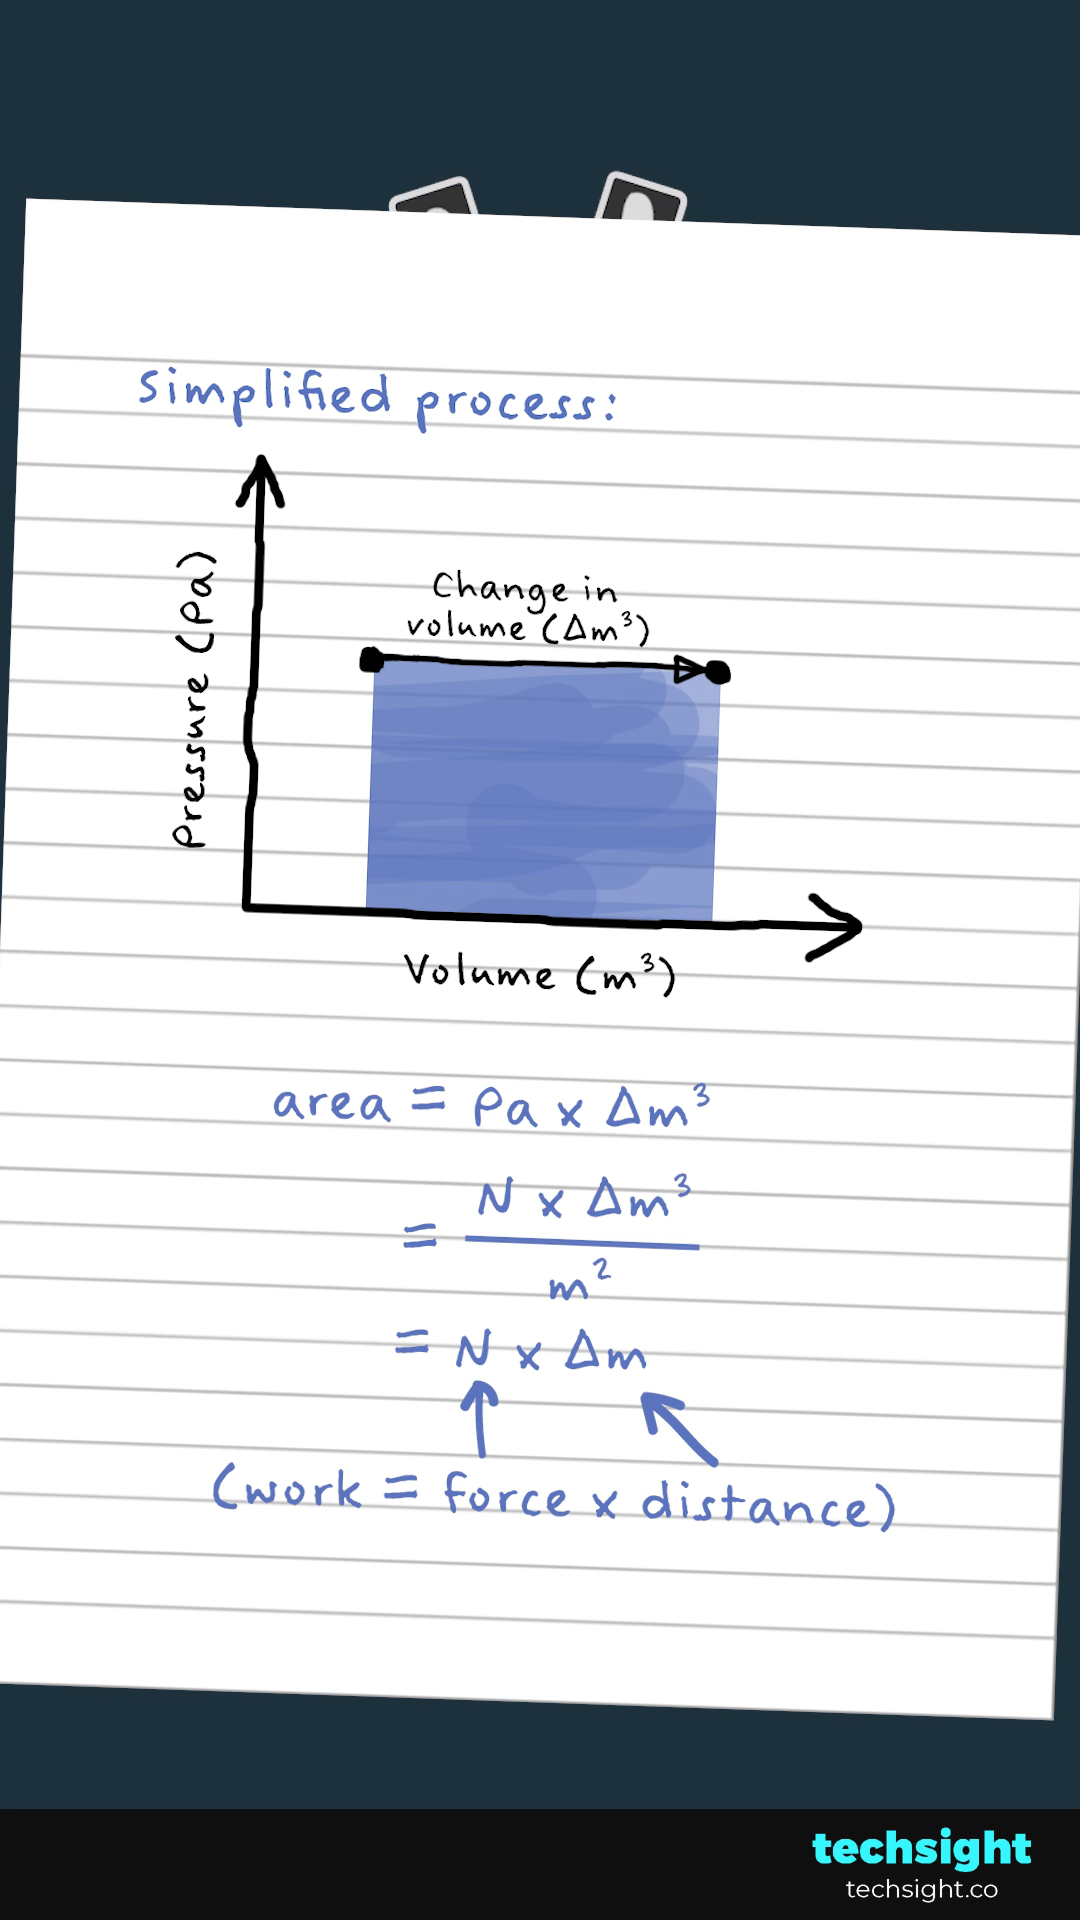 Simplified process:
Pressure (Pa)
Change in
volume (Δm³)
Volume (m³)
area = Pa x Δm³
= N x Δm³
m²
= N x Δm
(work = force x distance)
techsight
techsight.co